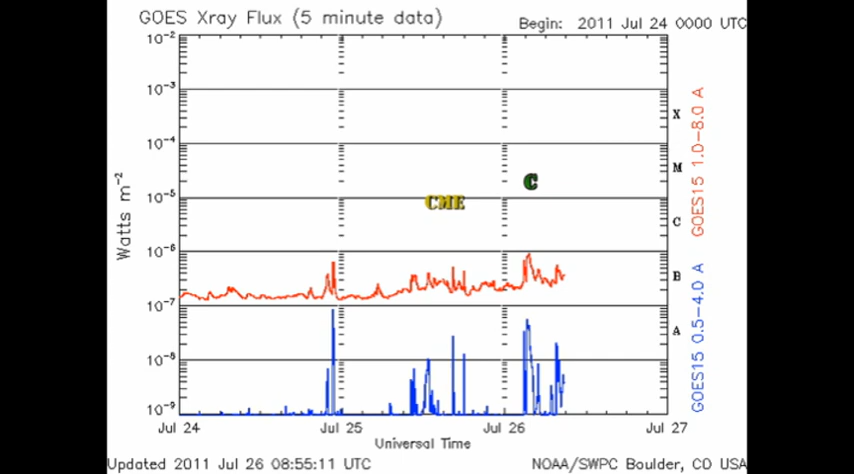 GOES Xray Flux (5 minute data)
Begin: 2011 Jul 24 0000 UTC
10-2
10-3
10-4
10-5
10-6
10-7
10-8
10-9
Watts m-2
X
M
C
B
A
CME
C
GOES15 1.0-8.0 A
GOES15 0.5-4.0 A
Jul 24
Jul 25
Jul 26
Jul 27
Universal Time
Updated 2011 Jul 26 08:55:11 UTC
NOAA/SWPC Boulder, CO USA